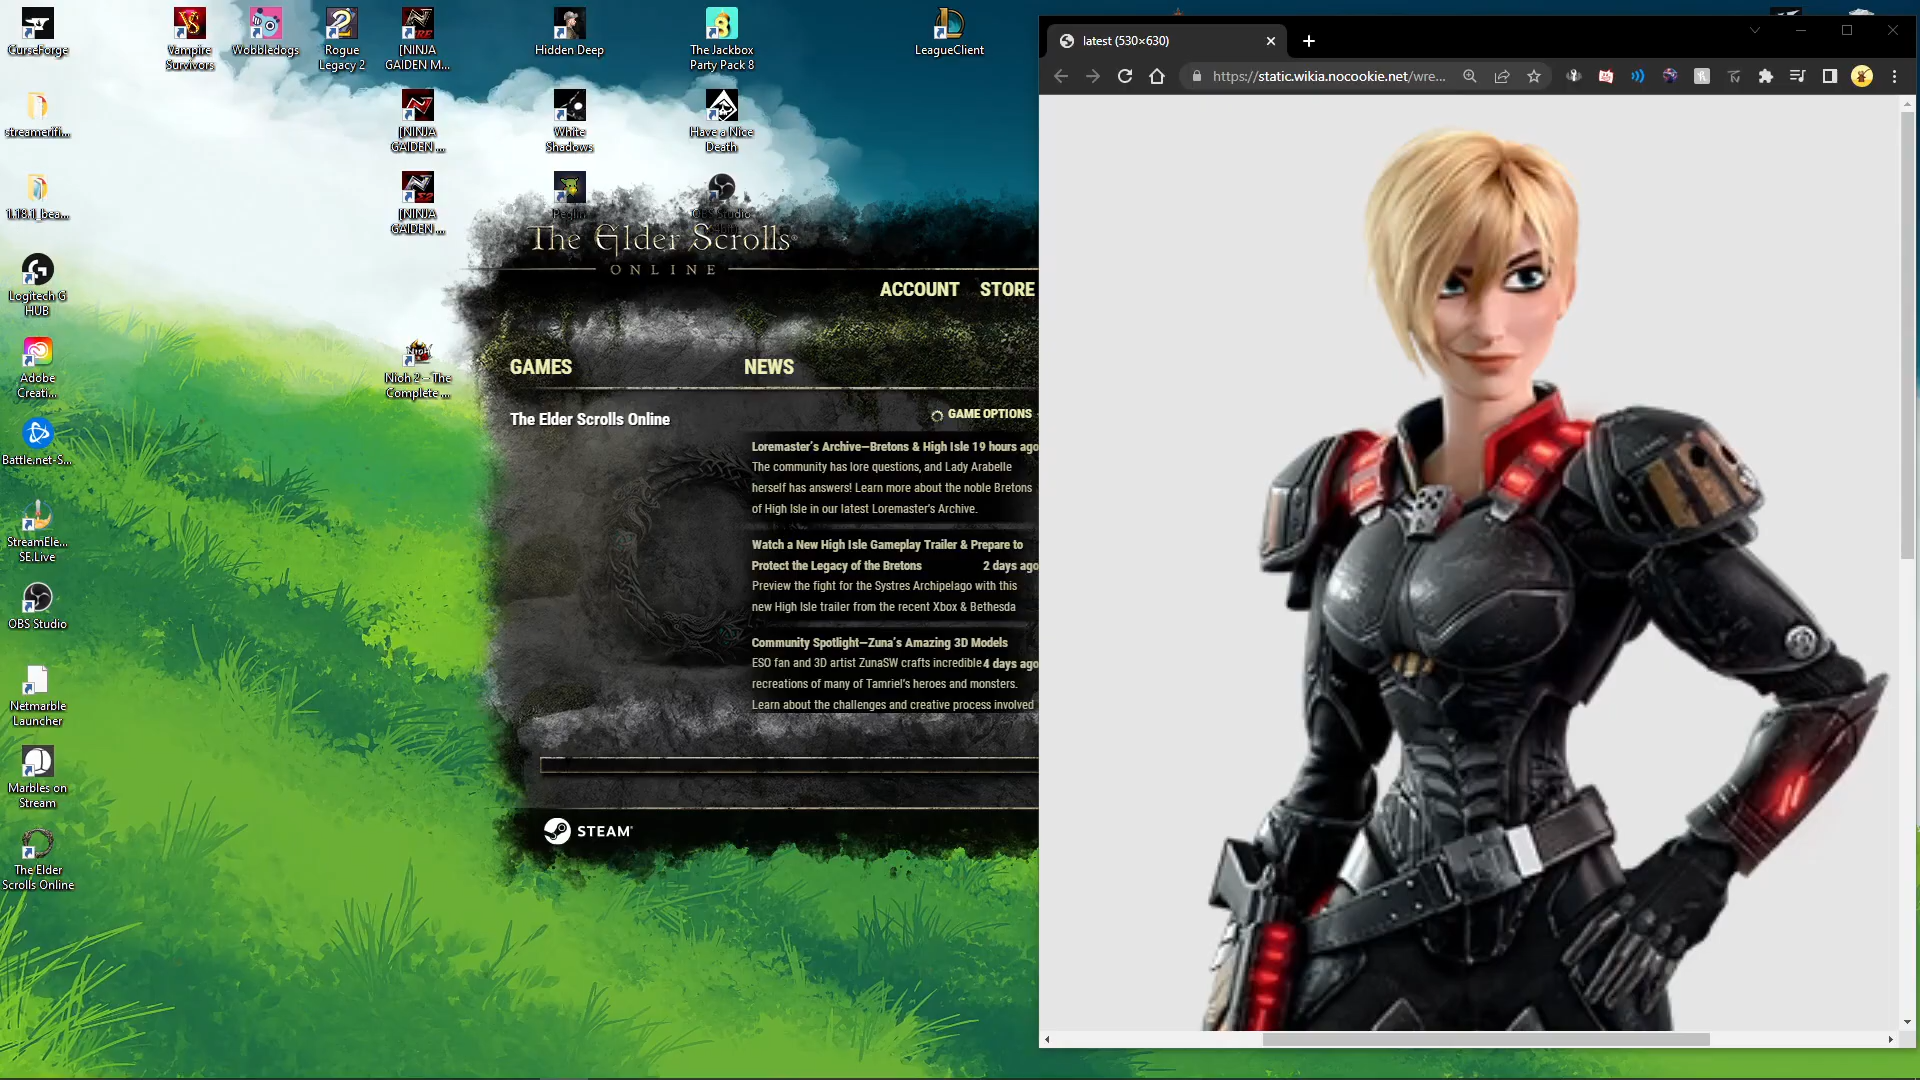 CurseForge
Vampire
Survivors
Wobbledogs
Rogue
Legacy 2
[NINJA
GAIDEN M...
Hidden Deep
The Jackbox
Party Pack 8
LeagueClient
streamerifi...
[NINJA
GAIDEN ...
White
Shadows
Have a Nice
Death
1.18.1_bea...
[NINJA
GAIDEN ...
Peglin
OBS Studio
Logitech G
HUB
Adobe
Creati...
Nioh 2 – The
Complete ...
Battle.net-S...
StreamEle...
SE.Live
OBS Studio
Netmarble
Launcher
Marbles on
Stream
The Elder
Scrolls Online
The Elder Scrolls®
ONLINE
ACCOUNT STORE
GAMES
NEWS
The Elder Scrolls Online
GAME OPTIONS
Loremaster's Archive—Bretons & High Isle 19 hours ago
The community has lore questions, and Lady Arabelle
herself has answers! Learn more about the noble Bretons
of High Isle in our latest Loremaster's Archive.
Watch a New High Isle Gameplay Trailer & Prepare to
Protect the Legacy of the Bretons 2 days ago
Preview the fight for the Systres Archipelago with this
new High Isle trailer from the recent Xbox & Bethesda
Community Spotlight—Zuna's Amazing 3D Models
ESO fan and 3D artist ZunaSW crafts incredible 4 days ago
recreations of many of Tamriel's heroes and monsters.
Learn about the challenges and creative process involved
STEAM®
latest (530×630)
https://static.wikia.nocookie.net/wre...